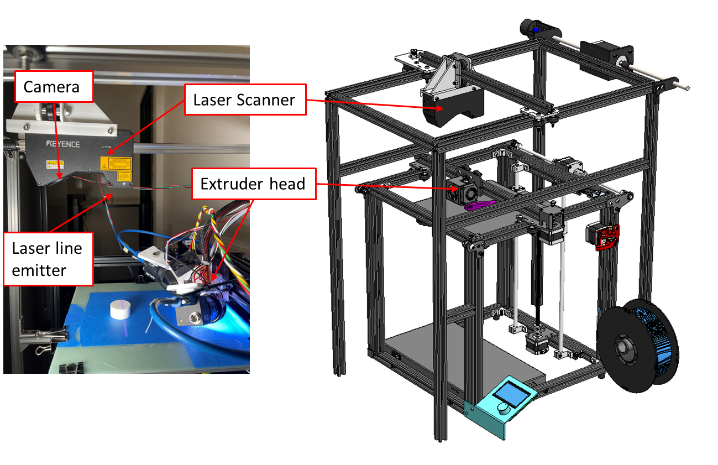 Camera
Laser Scanner
KEYENCE
Extruder head
Laser line
emitter